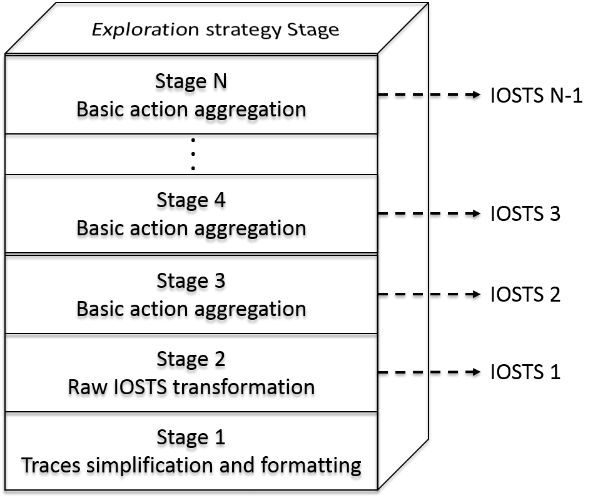 Exploration strategy Stage
Stage N
Basic action aggregation
IOSTS N-1
Stage 4
Basic action aggregation
IOSTS 3
Stage 3
Basic action aggregation
IOSTS 2
Stage 2
Raw IOSTS transformation
IOSTS 1
Stage 1
Traces simplification and formatting